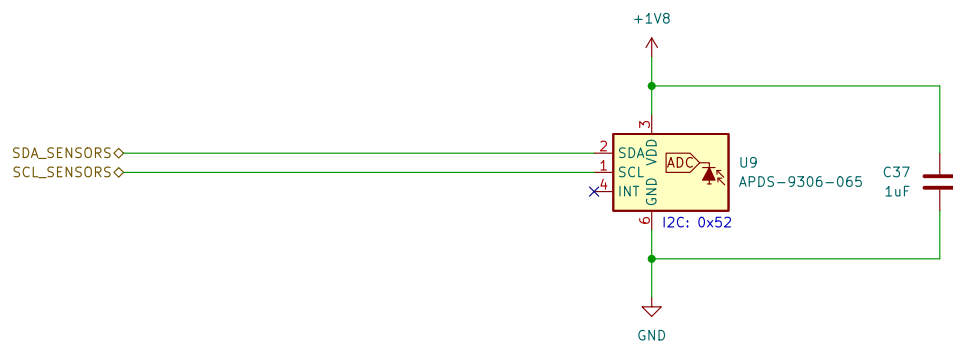 +1V8
3
SDA_SENSORS
2
SDA
VDD
ADC
U9
SCL_SENSORS
1
SCL
APDS-9306-065
C37
4
INT
GND
1uF
6
I2C: 0x52
GND